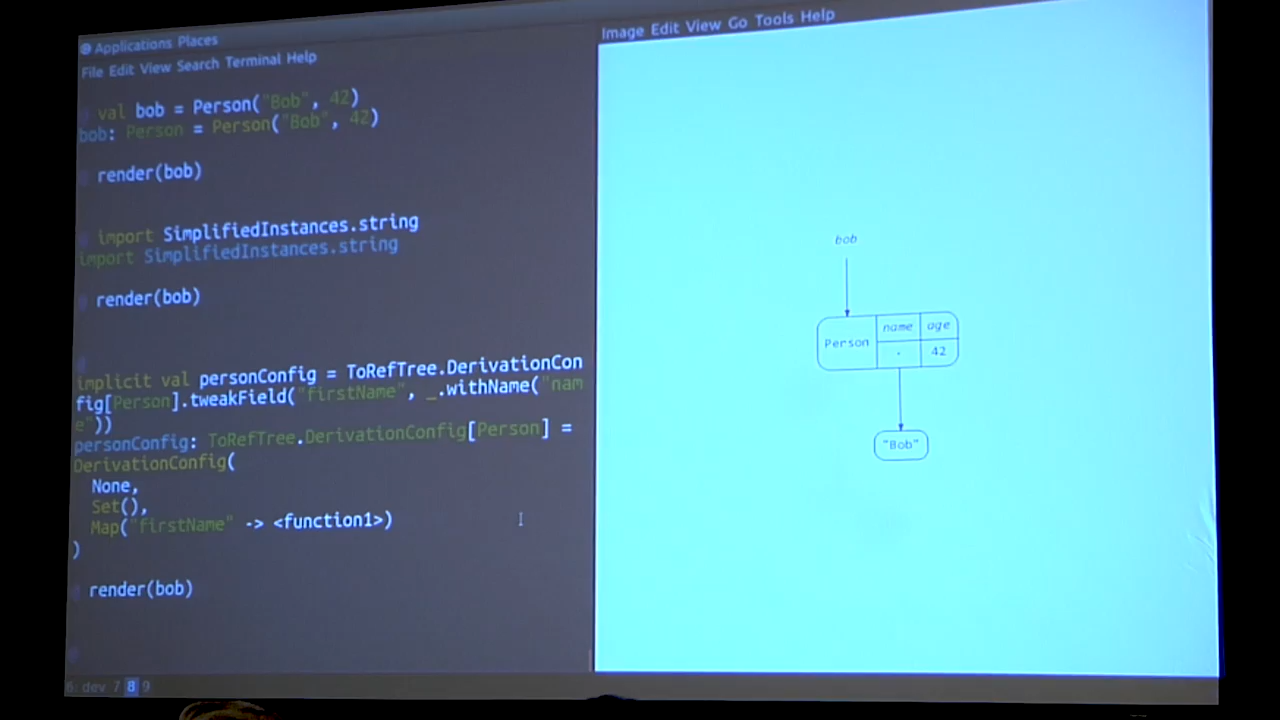 Applications Places
File Edit View Search Terminal Help
val bob = Person("Bob", 42)
bob: Person = Person("Bob", 42)
render(bob)
import SimplifiedInstances.string
import SimplifiedInstances.string
render(bob)
implicit val personConfig = ToRefTree.DerivationCon
fig[Person].tweakField("firstName", _.withName("nam
e"))
personConfig: ToRefTree.DerivationConfig[Person] =
DerivationConfig(
None,
Set(),
Map("firstName" -> <function1>)
)
render(bob)
6: dev 7 8 9
Image Edit View Go Tools Help
bob
Person name age
. 42
"Bob"